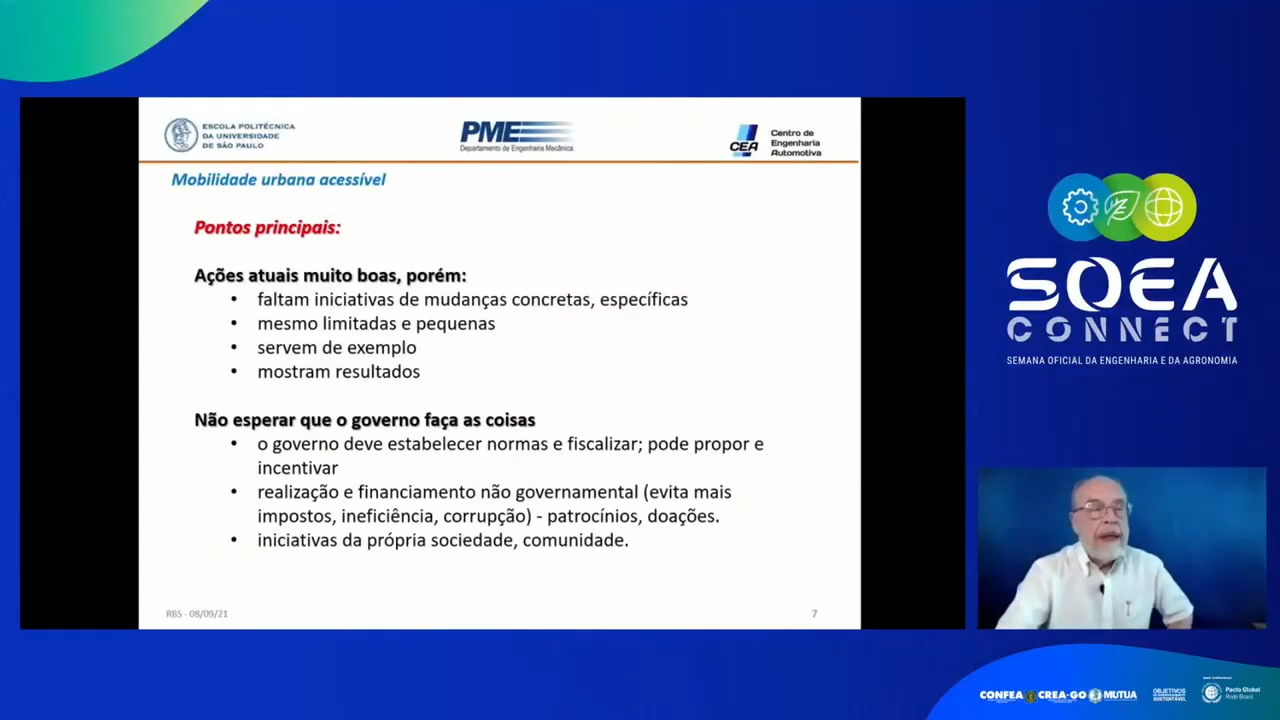 ESCOLA POLITÉCNICA
DA UNIVERSIDADE
DE SÃO PAULO
PME
Departamento de Engenharia Mecânica
CEA
Centro de
Engenharia
Automotiva
Mobilidade urbana acessível
Pontos principais:
Ações atuais muito boas, porém:
• faltam iniciativas de mudanças concretas, específicas
• mesmo limitadas e pequenas
• servem de exemplo
• mostram resultados
Não esperar que o governo faça as coisas
• o governo deve estabelecer normas e fiscalizar; pode propor e
incentivar
• realização e financiamento não governamental (evita mais
impostos, ineficiência, corrupção) - patrocínios, doações.
• iniciativas da própria sociedade, comunidade.
RBS - 08/09/21
7
SOEA
CONNECT
SEMANA OFICIAL DA ENGENHARIA E DA AGRONOMIA
CONFEA
CREA-GO
MUTUA
OBJETIVOS
SUSTENTÁVEL
Pacto Global
Rede Brasil